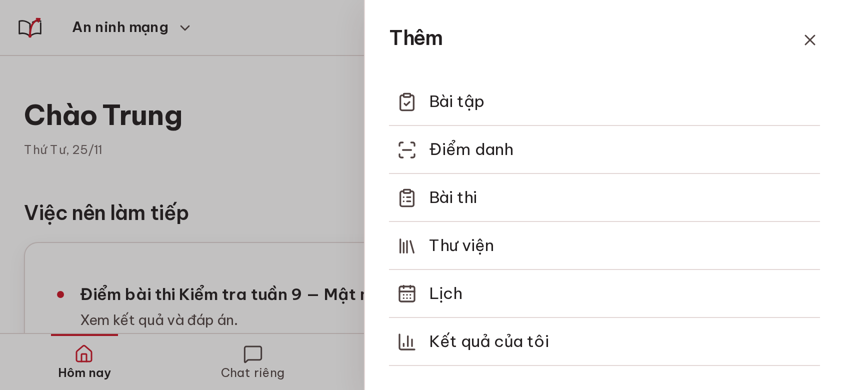 An ninh mạng
Chào Trung
Thứ Tư, 25/11
Việc nên làm tiếp
Điểm bài thi Kiểm tra tuần 9 — Mật
Xem kết quả và đáp án.
Hôm nay
Chat riêng
Thêm
Bài tập
Điểm danh
Bài thi
Thư viện
Lịch
Kết quả của tôi